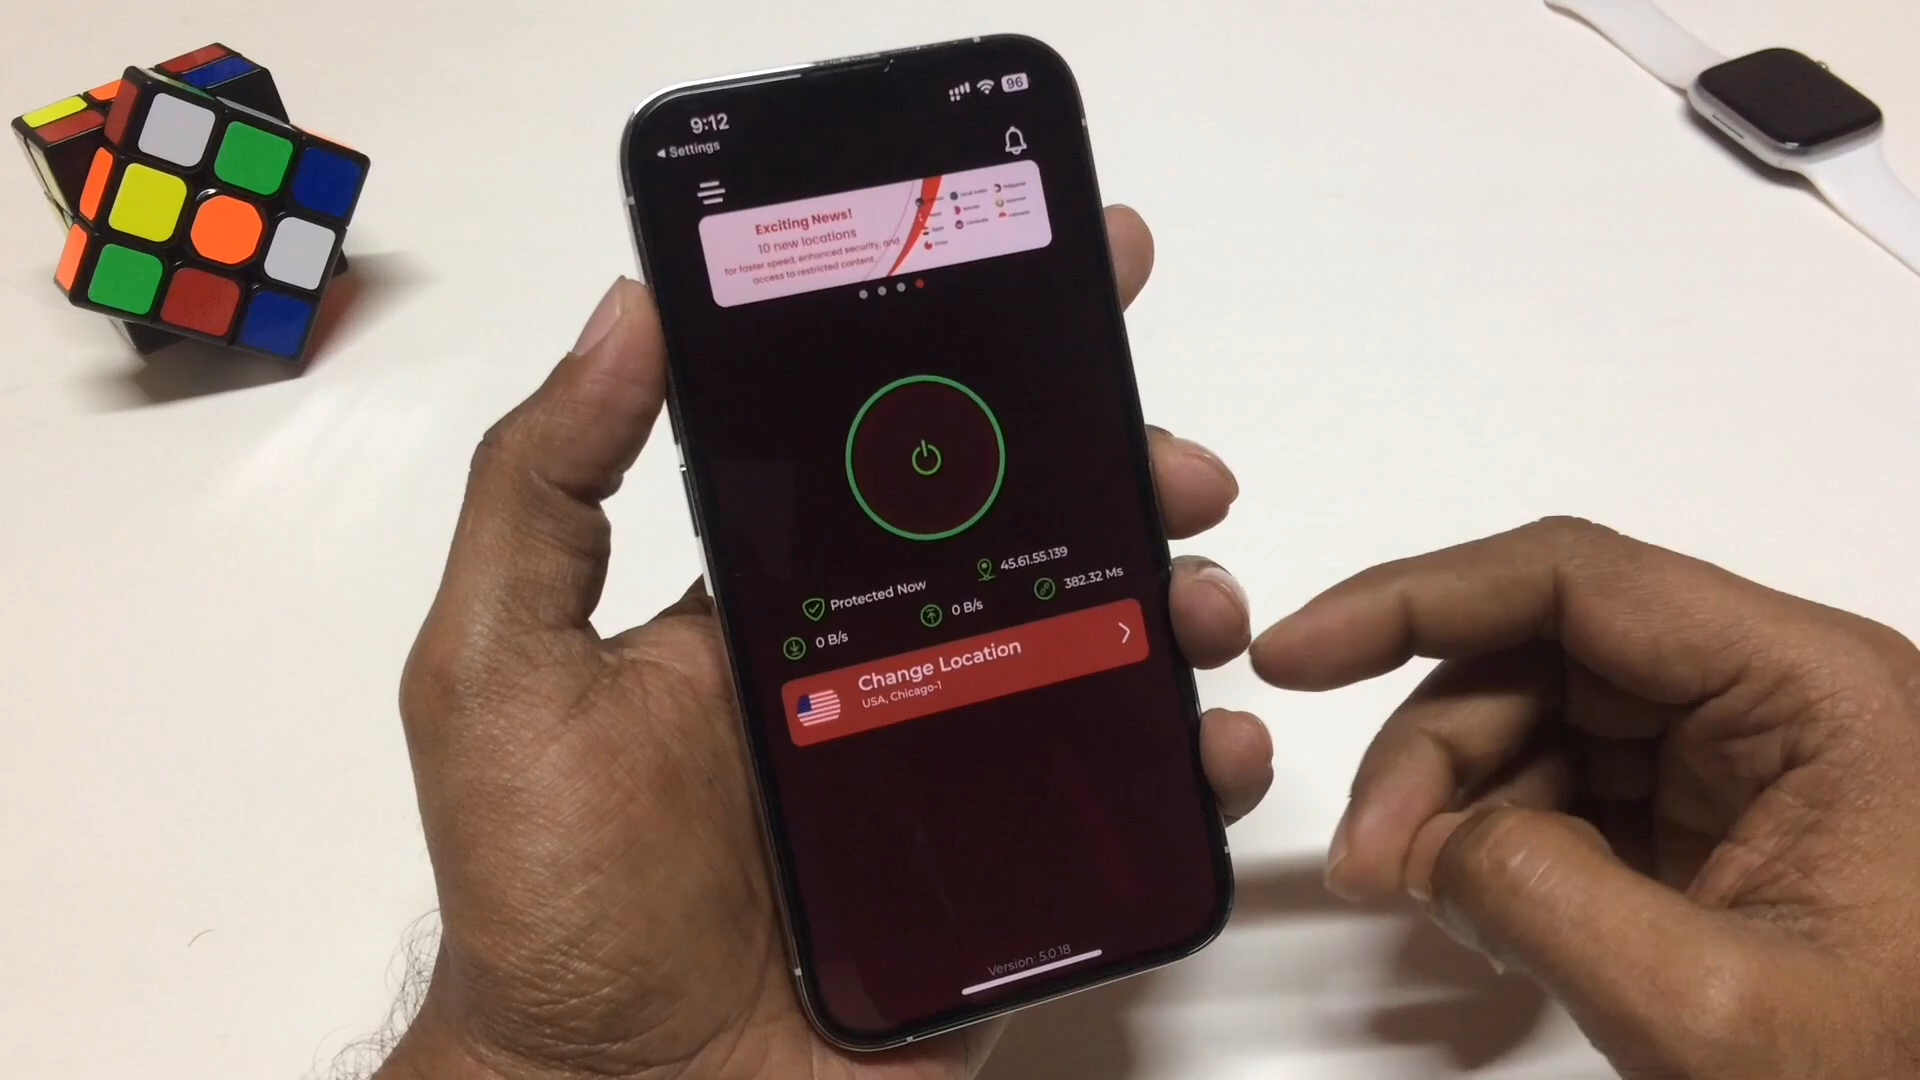 9:12
96
◀ Settings
Exciting News!
10 new locations
for faster speed, enhanced security, and
access to restricted content
45.61.55.139
Protected Now
382.32 Ms
0 B/s
0 B/s
Change Location
USA, Chicago-1
Version: 5.0.18